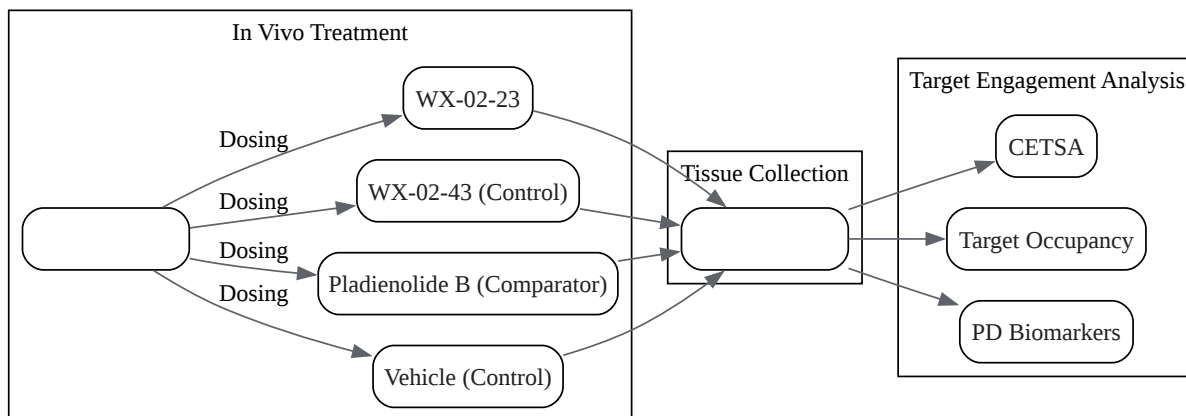 In Vivo Treatment
Dosing
Dosing
Dosing
Dosing
WX-02-23
WX-02-43 (Control)
Pladienolide B (Comparator)
Vehicle (Control)
Tissue Collection
Target Engagement Analysis
CETSA
Target Occupancy
PD Biomarkers